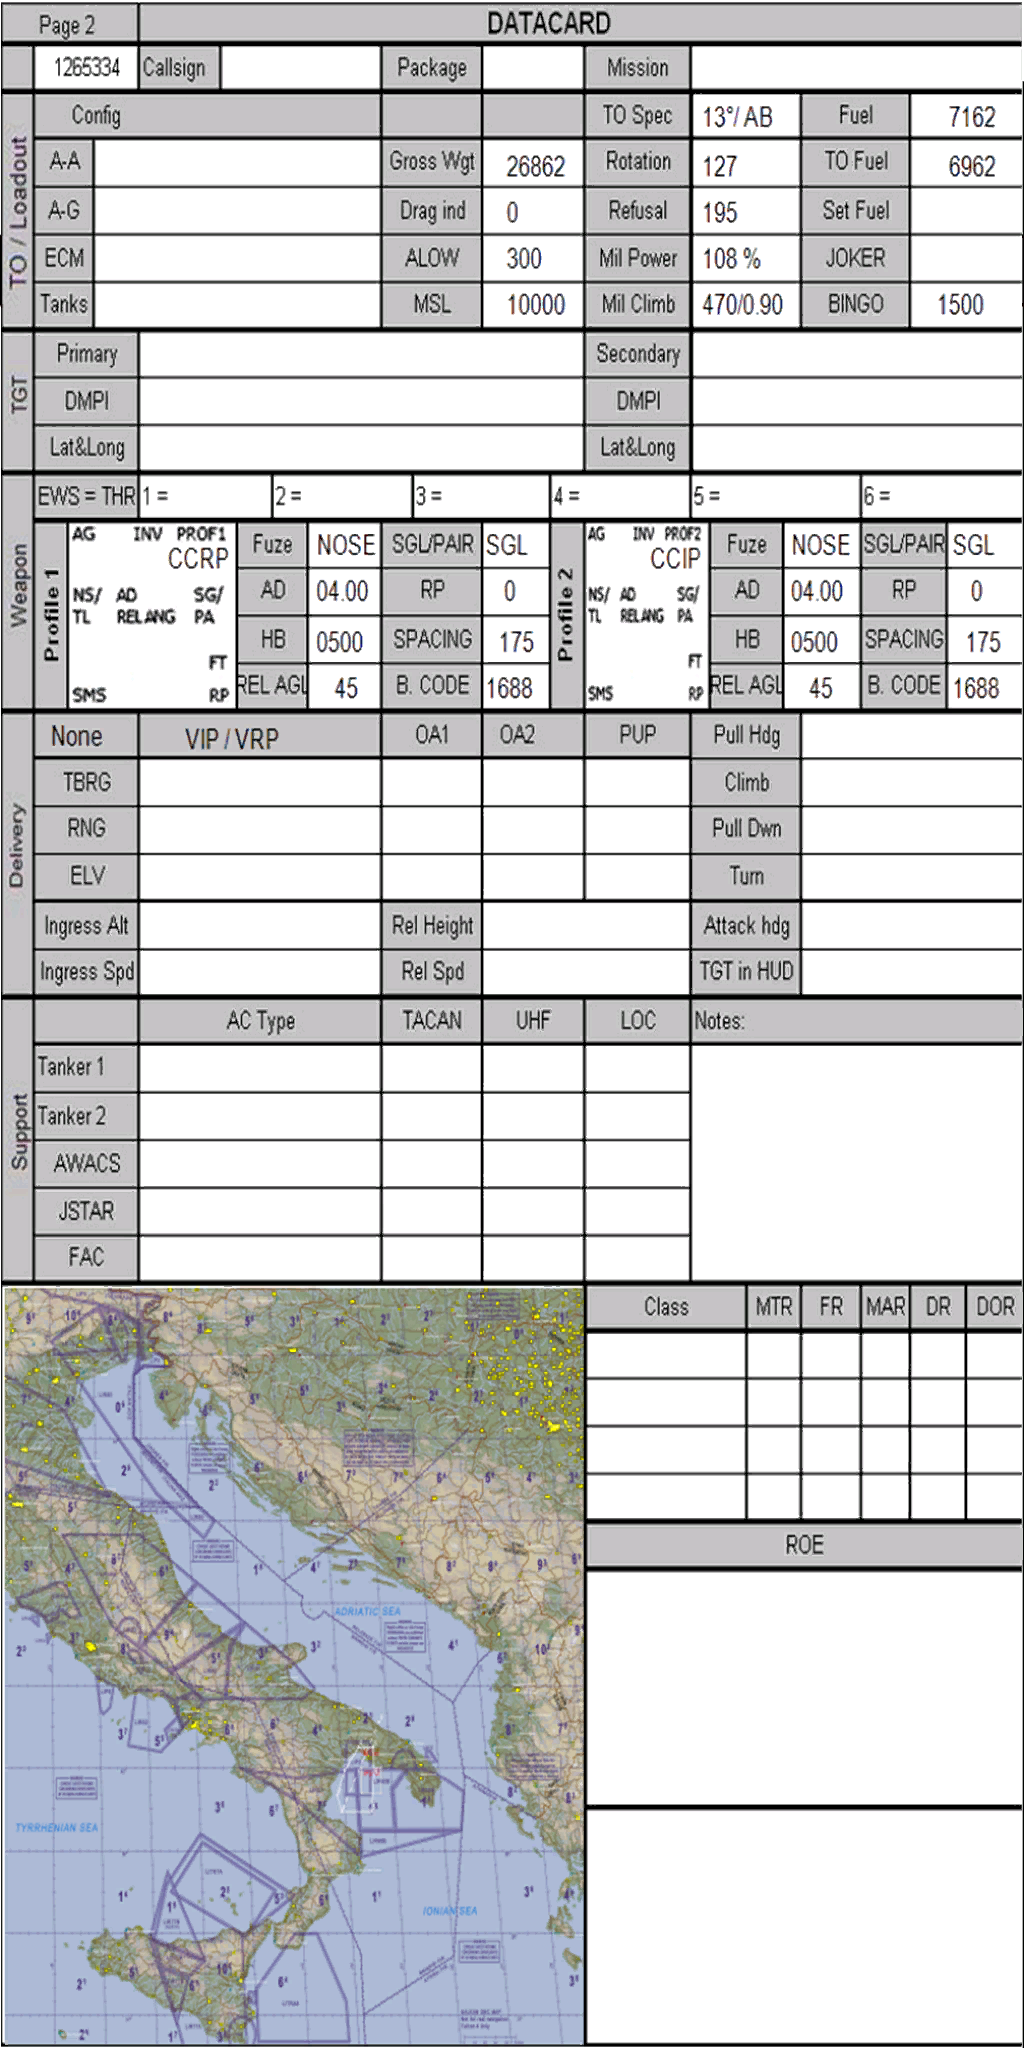 Page 2 DATACARD
1265334 Callsign Package Mission
TO / Loadout
Config TO Spec 13°/ AB Fuel 7162
A-A Gross Wgt 26862 Rotation 127 TO Fuel 6962
A-G Drag ind 0 Refusal 195 Set Fuel
ECM ALOW 300 Mil Power 108 % JOKER
Tanks MSL 10000 Mil Climb 470/0.90 BINGO 1500
TGT
Primary Secondary
DMPI DMPI
Lat&Long Lat&Long
Weapon
EWS = THR 1 = 2 = 3 = 4 = 5 = 6 =
Profile 1
AG INV PROF1
CCRP
NS/ AD SG/
TL RELANG PA
FT
SMS RP
Fuze NOSE SGL/PAIR SGL
AD 04.00 RP 0
HB 0500 SPACING 175
REL AGL 45 B. CODE 1688
Profile 2
AG INV PROF2
CCIP
NS/ AD SG/
TL RELANG PA
FT
SMS RP
Fuze NOSE SGL/PAIR SGL
AD 04.00 RP 0
HB 0500 SPACING 175
REL AGL 45 B. CODE 1688
Delivery
None VIP / VRP OA1 OA2 PUP Pull Hdg
TBRG Climb
RNG Pull Dwn
ELV Turn
Ingress Alt Rel Height Attack hdg
Ingress Spd Rel Spd TGT in HUD
Support
AC Type TACAN UHF LOC Notes:
Tanker 1
Tanker 2
AWACS
JSTAR
FAC
Class MTR FR MAR DR DOR
ROE
ADRIATIC SEA
TYRRHENIAN SEA
IONIAN SEA